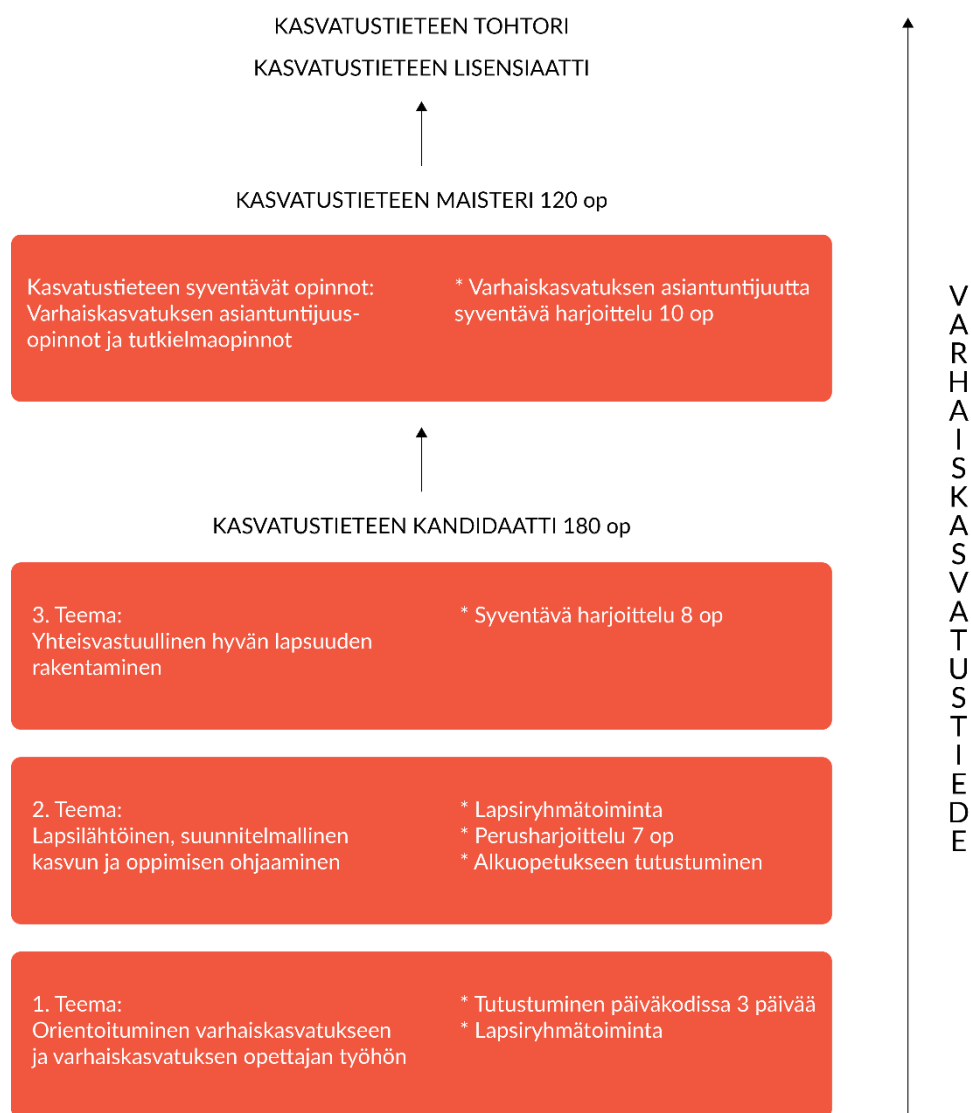 KASVATUSTIETEEN TOHTORI
KASVATUSTIETEEN LISENSIAATTI
KASVATUSTIETEEN MAISTERI 120 op
Kasvatustieteen syventävät opinnot:
Varhaiskasvatuksen asiantuntijuus-
opinnot ja tutkielmaopinnot
* Varhaiskasvatuksen asiantuntijuutta
syventävä harjoittelu 10 op
KASVATUSTIETEEN KANDIDAATTI 180 op
3. Teema:
Yhteisvastuullinen hyvän lapsuuden
rakentaminen
* Syventävä harjoittelu 8 op
2. Teema:
Lapsilähtöinen, suunnitelmallinen
kasvun ja oppimisen ohjaaminen
* Lapsiryhmätoiminta
* Perusharjoittelu 7 op
* Alkuopetukseen tutustuminen
1. Teema:
Orientoituminen varhaiskasvatukseen
ja varhaiskasvatuksen opettajan työhön
* Tutustuminen päiväkodissa 3 päivää
* Lapsiryhmätoiminta
VARHAISKASVATUSTIEDE